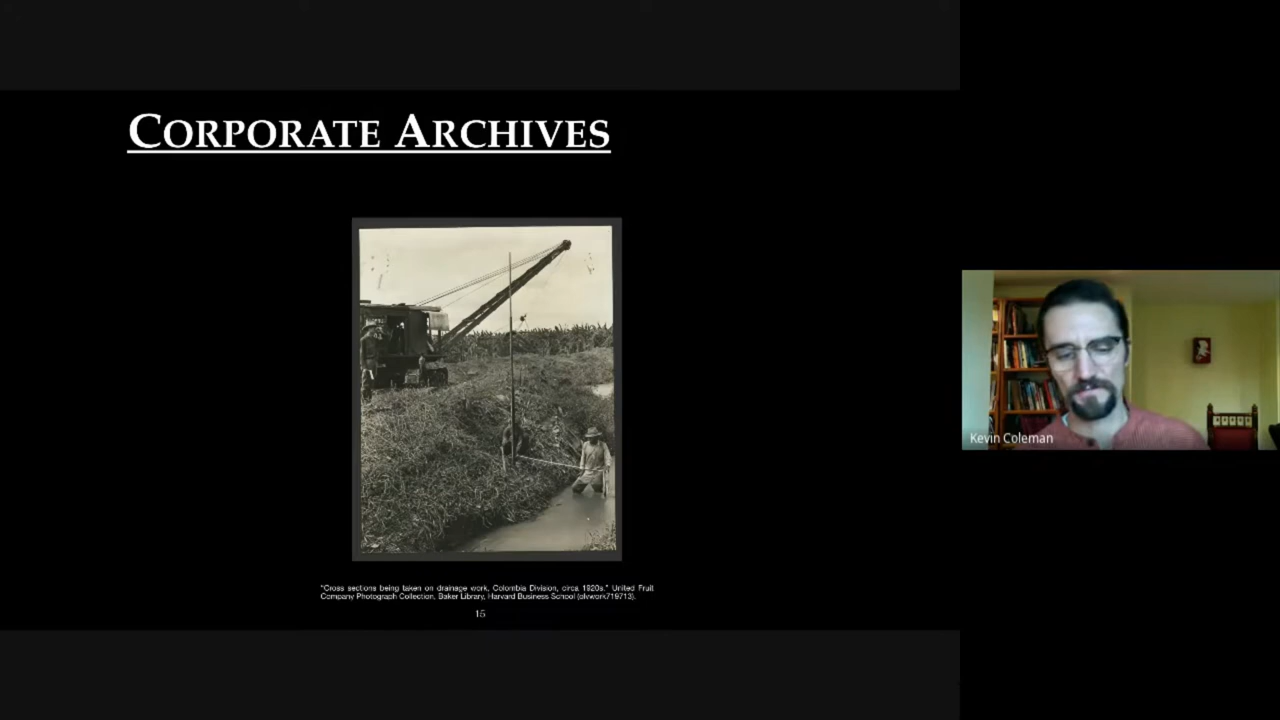 CORPORATE ARCHIVES
"Cross sections being taken on drainage work, Colombia Division, circa 1920s." United Fruit
Company Photograph Collection, Baker Library, Harvard Business School (olvwork719713).
15
Kevin Coleman